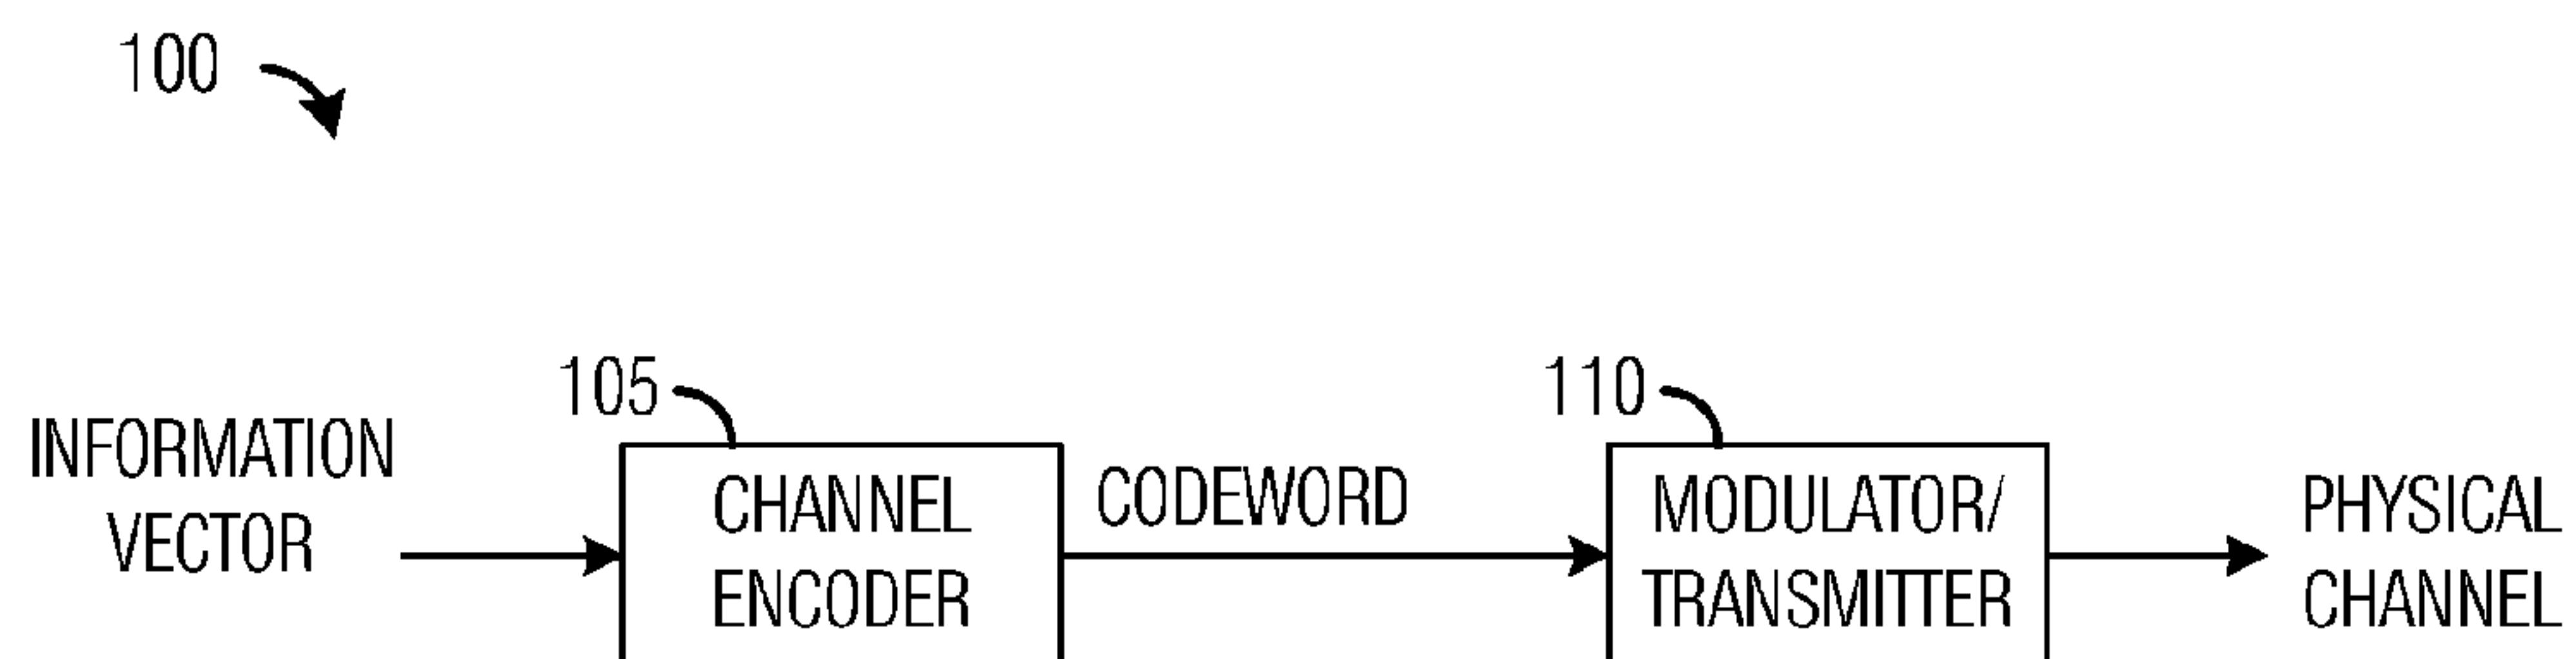 100
105
110
INFORMATION
VECTOR
CHANNEL
ENCODER
CODEWORD
MODULATOR/
TRANSMITTER
PHYSICAL
CHANNEL